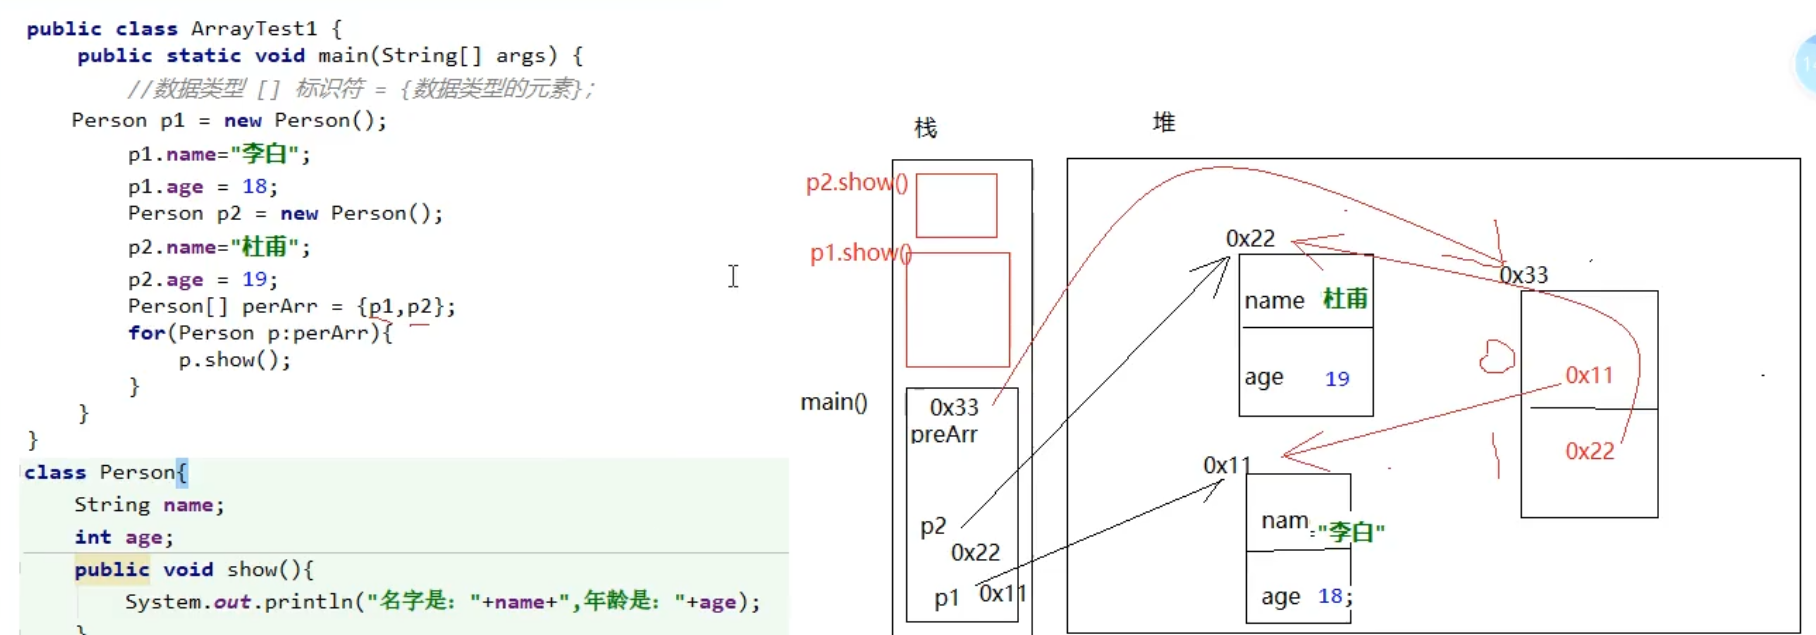 public class ArrayTest1 {
public static void main(String[] args) {
//数据类型 [] 标识符 = {数据类型的元素};
Person p1 = new Person();
p1.name="李白";
p1.age = 18;
Person p2 = new Person();
p2.name="杜甫";
p2.age = 19;
Person[] perArr = {p1,p2};
for(Person p:perArr){
p.show();
}
}
}
class Person{
String name;
int age;
public void show(){
System.out.println("名字是："+name+",年龄是："+age);
}
栈
堆
p2.show()
p1.show()
main()
0x33
preArr
p2
0x22
p1 0x11
0x22
name 杜甫
age 19
0x11
nam="李白"
age 18;
0x33
0
0x11
1
0x22